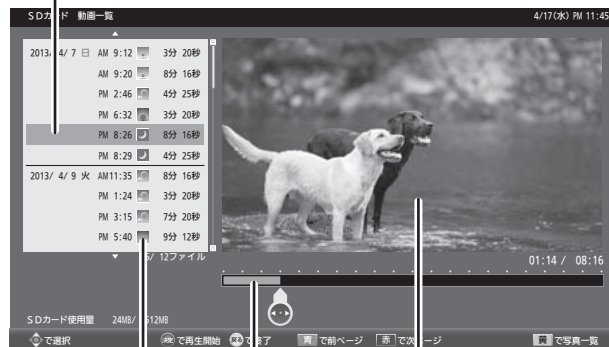 SDカード 動画一覧
4/17(水) PM 11:45
2013/ 4/ 7 日 AM 9:12 3分 20秒
AM 9:20 8分 16秒
PM 2:46 4分 25秒
PM 6:32 3分 20秒
PM 8:26 8分 16秒
PM 8:29 4分 25秒
2013/ 4/ 9 火 AM11:35 8分 16秒
PM 1:24 3分 20秒
PM 3:15 7分 20秒
PM 5:40 9分 12秒
/ 12ファイル
01:14 / 08:16
SDカード使用量 24MB/ 512MB
で選択 決定 で再生開始 戻る で終了 青 で前ページ 赤 で次ページ 黄 で写真一覧